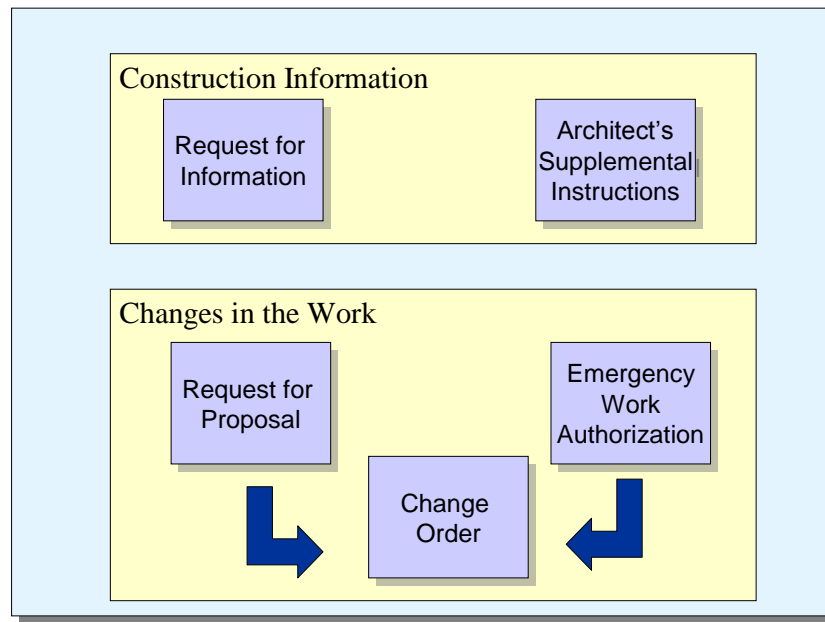 Construction Information
Request for
Information
Architect's
Supplemental
Instructions
Changes in the Work
Request for
Proposal
Emergency
Work
Authorization
Change
Order